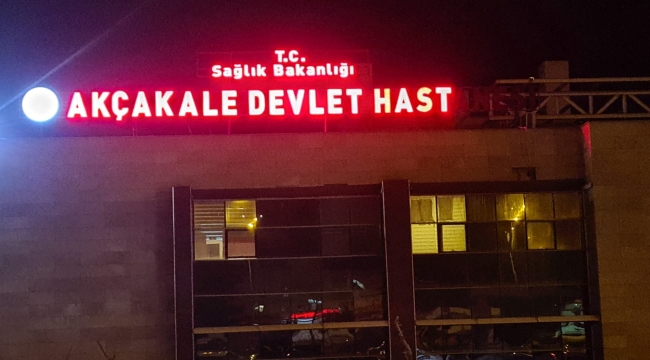 T.C.
Sağlık Bakanlığı
AKÇAKALE DEVLET HAST